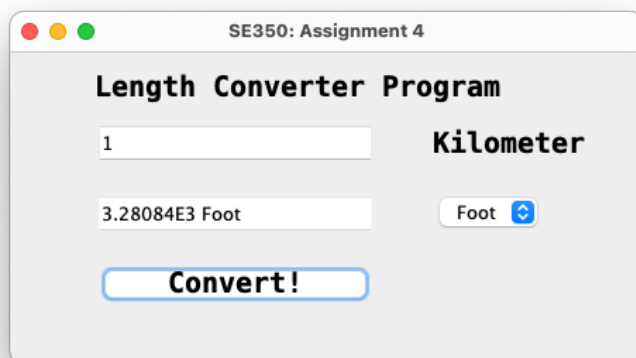 SE350: Assignment 4
Length Converter Program
1
Kilometer
3.28084E3 Foot
Foot
Convert!